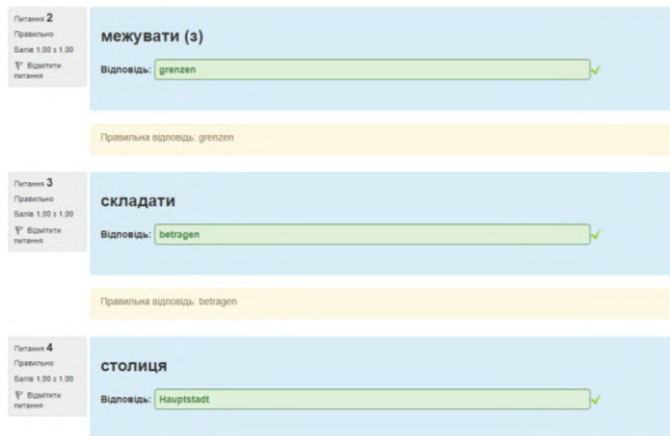 Питання 2
Правильно
Балів 1,00 з 1,00
Відмітити
питання
межувати (з)
Відповідь: grenzen
Правильна відповідь: grenzen
Питання 3
Правильно
Балів 1,00 з 1,00
Відмітити
питання
складати
Відповідь: betragen
Правильна відповідь: betragen
Питання 4
Правильно
Балів 1,00 з 1,00
Відмітити
питання
столиця
Відповідь: Hauptstadt